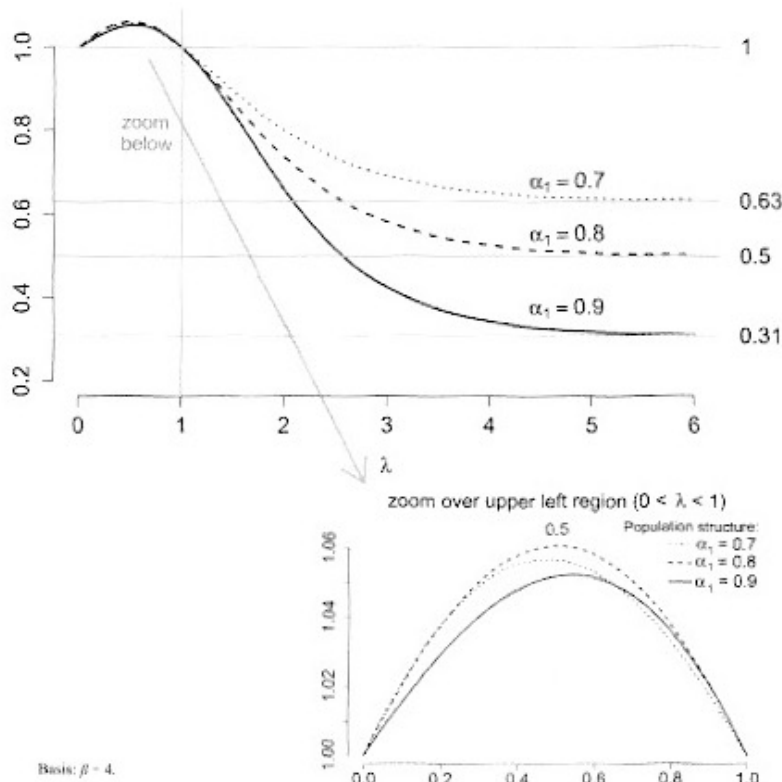 1.0
0.8
0.6
0.4
0.2
zoom
below
α₁ = 0.7
α₁ = 0.8
α₁ = 0.9
1
0.63
0.5
0.31
0 1 2 3 4 5 6
λ
zoom over upper left region (0 < λ < 1)
0.5
Population structure:
α₁ = 0.7
α₁ = 0.8
α₁ = 0.9
1.06
1.04
1.02
1.00
0.0 0.2 0.4 0.6 0.8 1.0
Basis: β = 4.